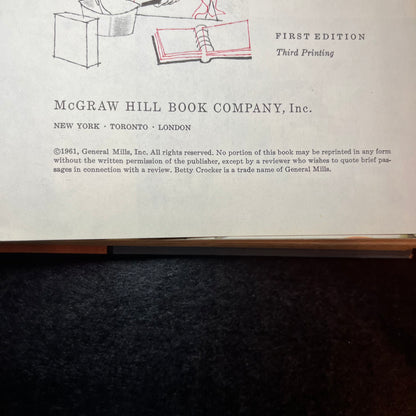 FIRST EDITION
Third Printing
McGRAW HILL BOOK COMPANY, Inc.
NEW YORK · TORONTO · LONDON
©1961, General Mills, Inc. All rights reserved. No portion of this book may be reprinted in any form
without the written permission of the publisher, except by a reviewer who wishes to quote brief pas-
sages in connection with a review. Betty Crocker is a trade name of General Mills.